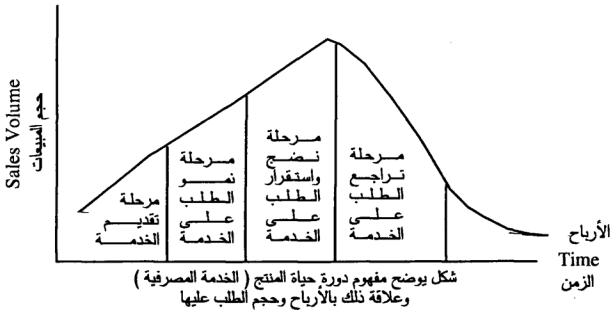 Sales Volume
حجم المبيعات
مرحلة
تقديم
الخدمة
مرحلة
نمو
الطلب
على
الخدمة
مرحلة
نضج
واستقرار
الطلب
على
الخدمة
مرحلة
تراجع
الطلب
على
الخدمة
الأرباح
Time
الزمن
شكل يوضح مفهوم دورة حياة المنتج ( الخدمة المصرفية )
وعلاقة ذلك بالأرباح وحجم الطلب عليها